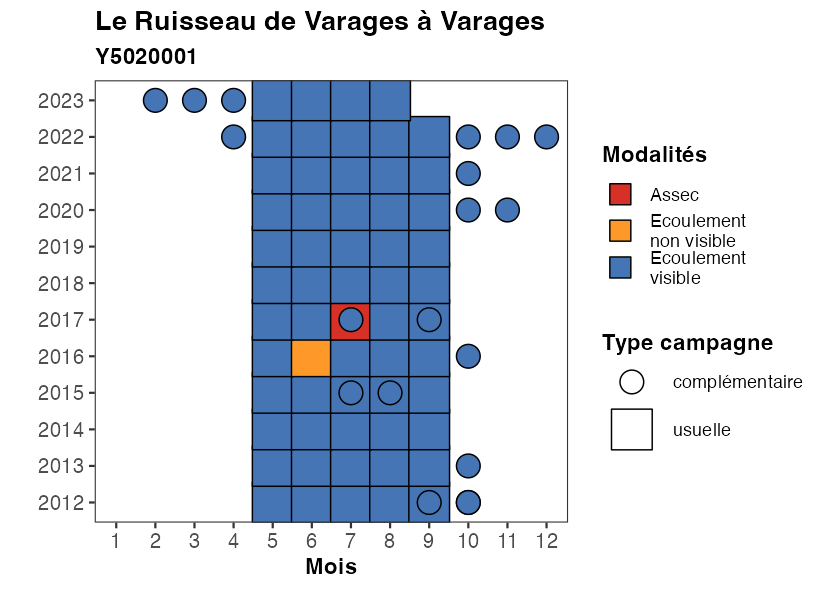 Le Ruisseau de Varages à Varages
Y5020001
2023
2022
2021
2020
2019
2018
2017
2016
2015
2014
2013
2012
1 2 3 4 5 6 7 8 9 10 11 12
Mois
Modalités
Assec
Ecoulement
non visible
Ecoulement
visible
Type campagne
complémentaire
usuelle